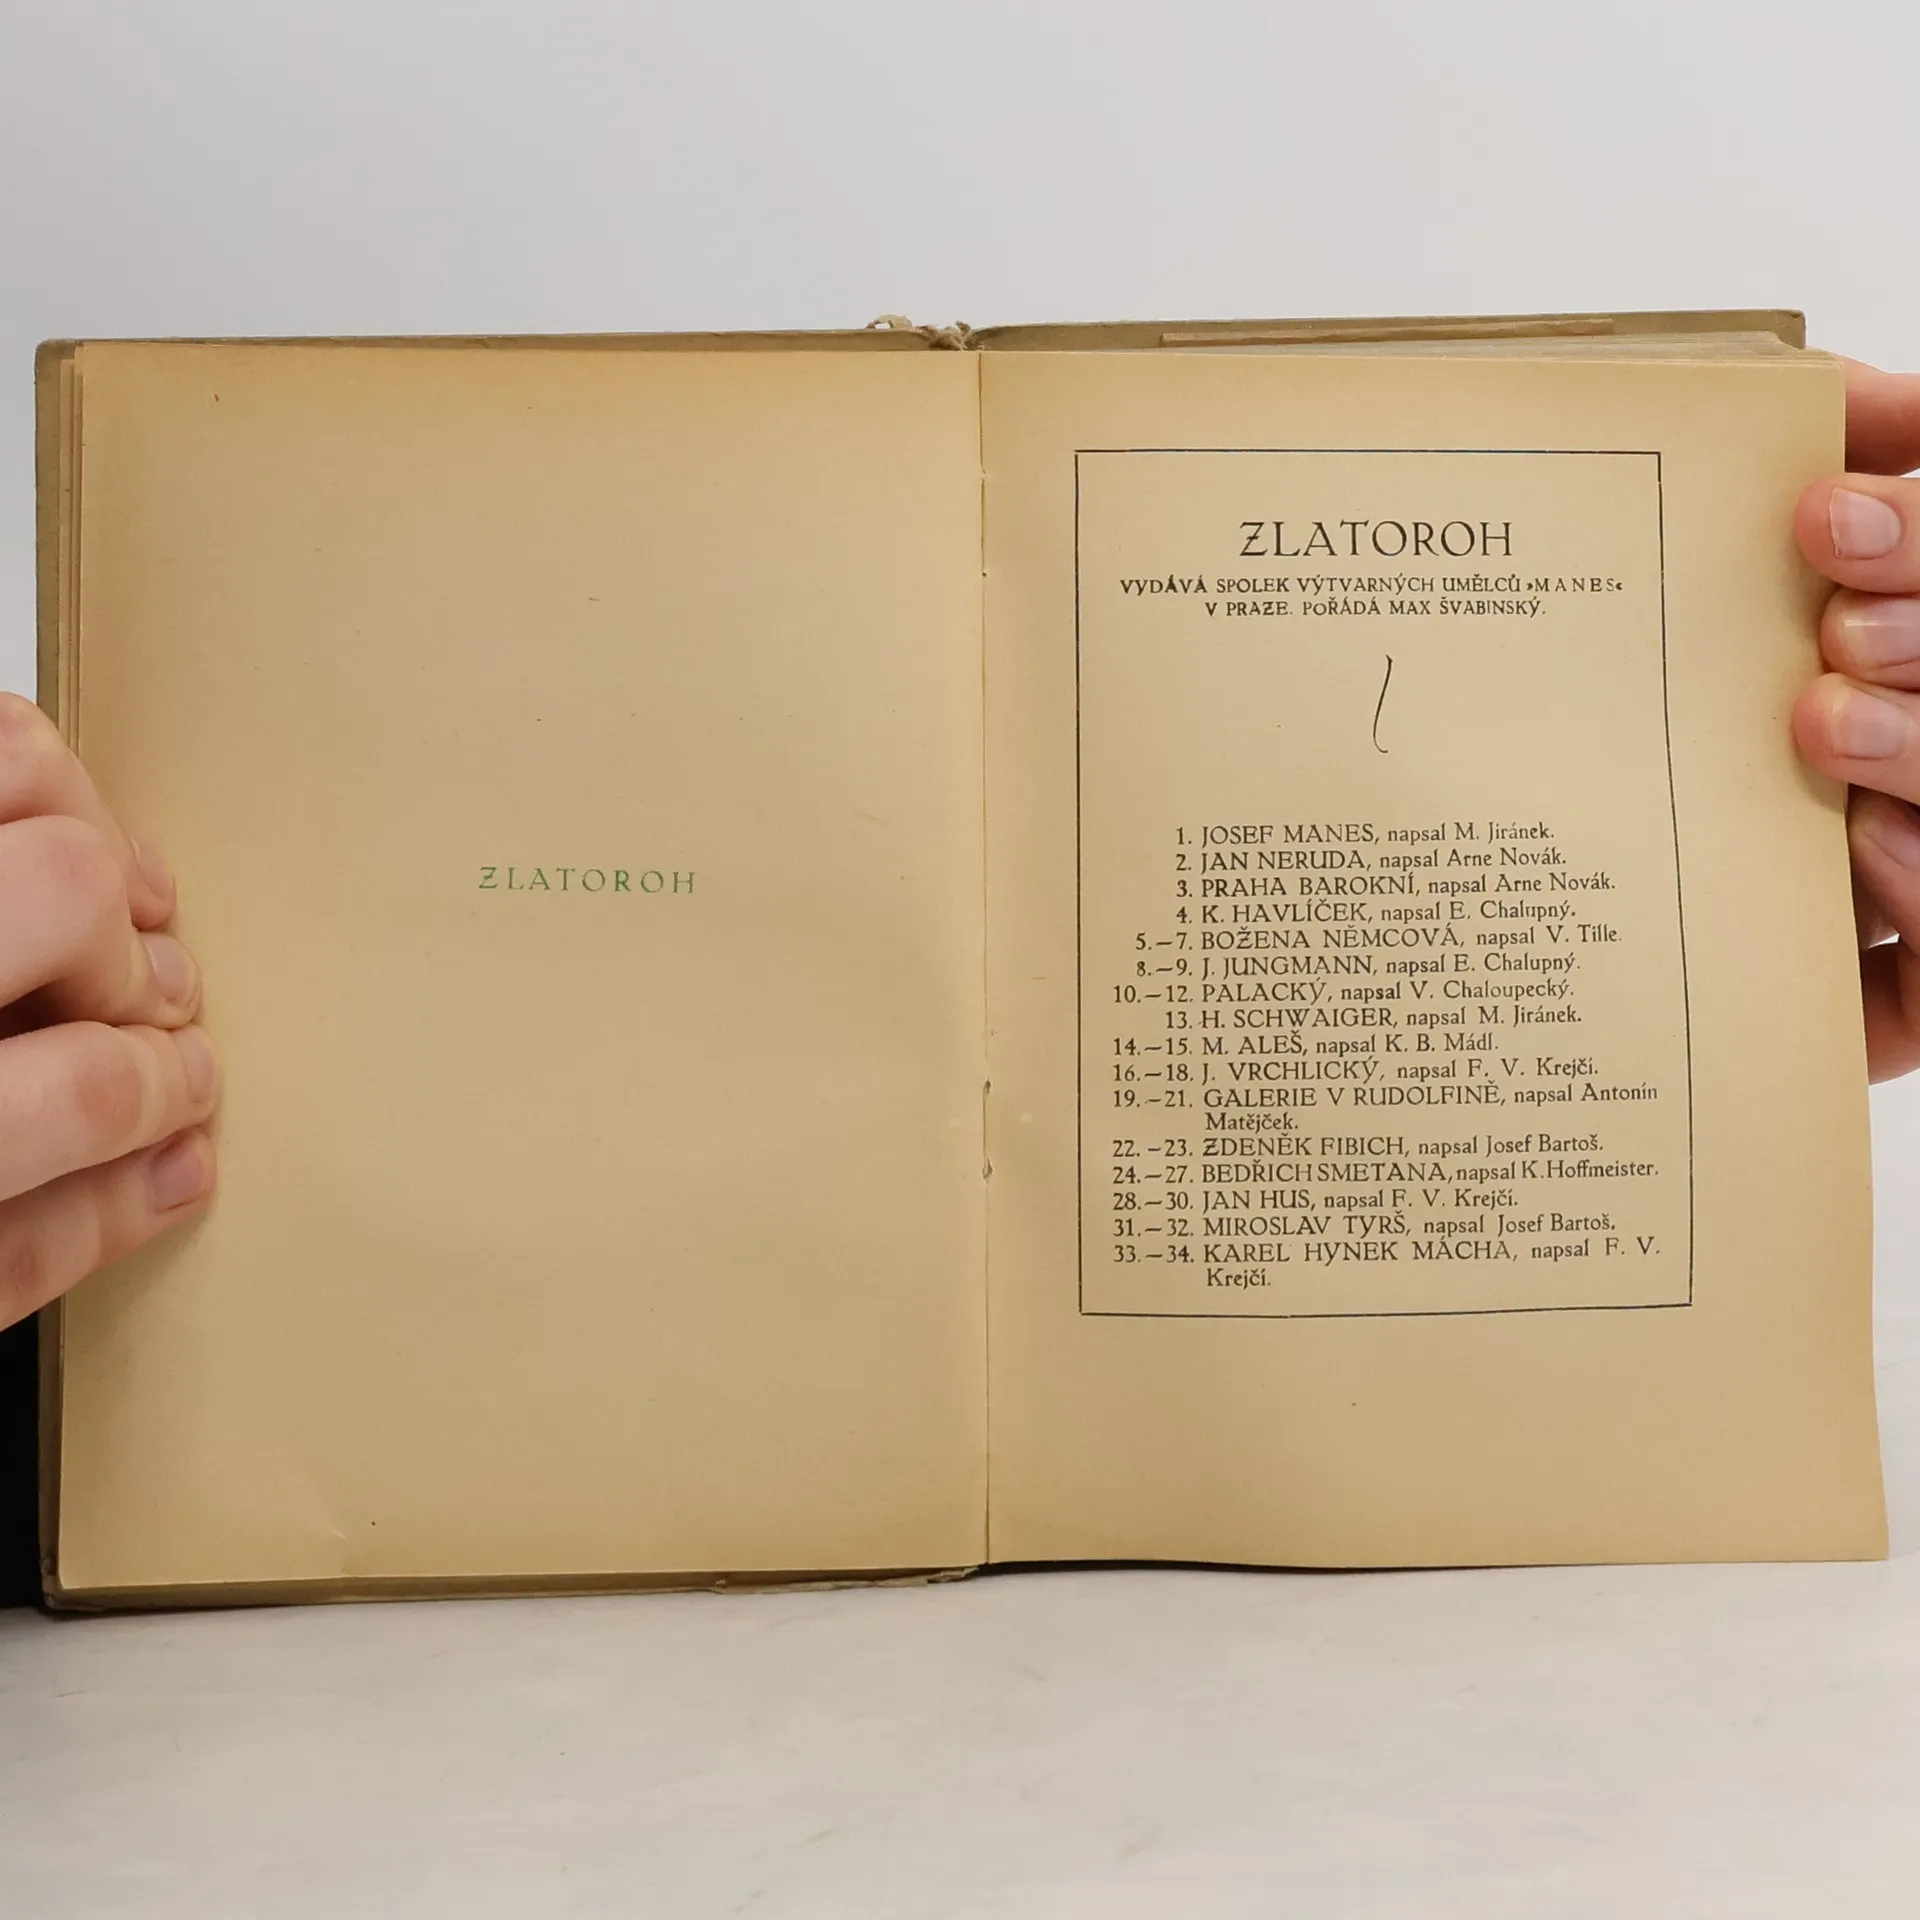 ZLATOROH
ZLATOROH
VYDÁVÁ SPOLEK VÝTVARNÝCH UMĚLCŮ »MANES«
V PRAZE. POŘÁDÁ MAX ŠVABINSKÝ.
1. JOSEF MANES, napsal M. Jiránek.
2. JAN NERUDA, napsal Arne Novák.
3. PRAHA BAROKNÍ, napsal Arne Novák.
4. K. HAVLÍČEK, napsal E. Chalupný.
5.—7. BOŽENA NĚMCOVÁ, napsal V. Tille.
8.—9. J. JUNGMANN, napsal E. Chalupný.
10.—12. PALACKÝ, napsal V. Chaloupecký.
13. H. SCHWAIGER, napsal M. Jiránek.
14.—15. M. ALEŠ, napsal K. B. Mádl.
16.—18. J. VRCHLICKÝ, napsal F. V. Krejčí.
19.—21. GALERIE V RUDOLFINĚ, napsal Antonín
Matějček.
22.—23. ZDENĚK FIBICH, napsal Josef Bartoš.
24.—27. BEDŘICH SMETANA, napsal K. Hoffmeister.
28.—30. JAN HUS, napsal F. V. Krejčí.
31.—32. MIROSLAV TYRŠ, napsal Josef Bartoš.
33.—34. KAREL HYNEK MÁCHA, napsal F. V.
Krejčí.